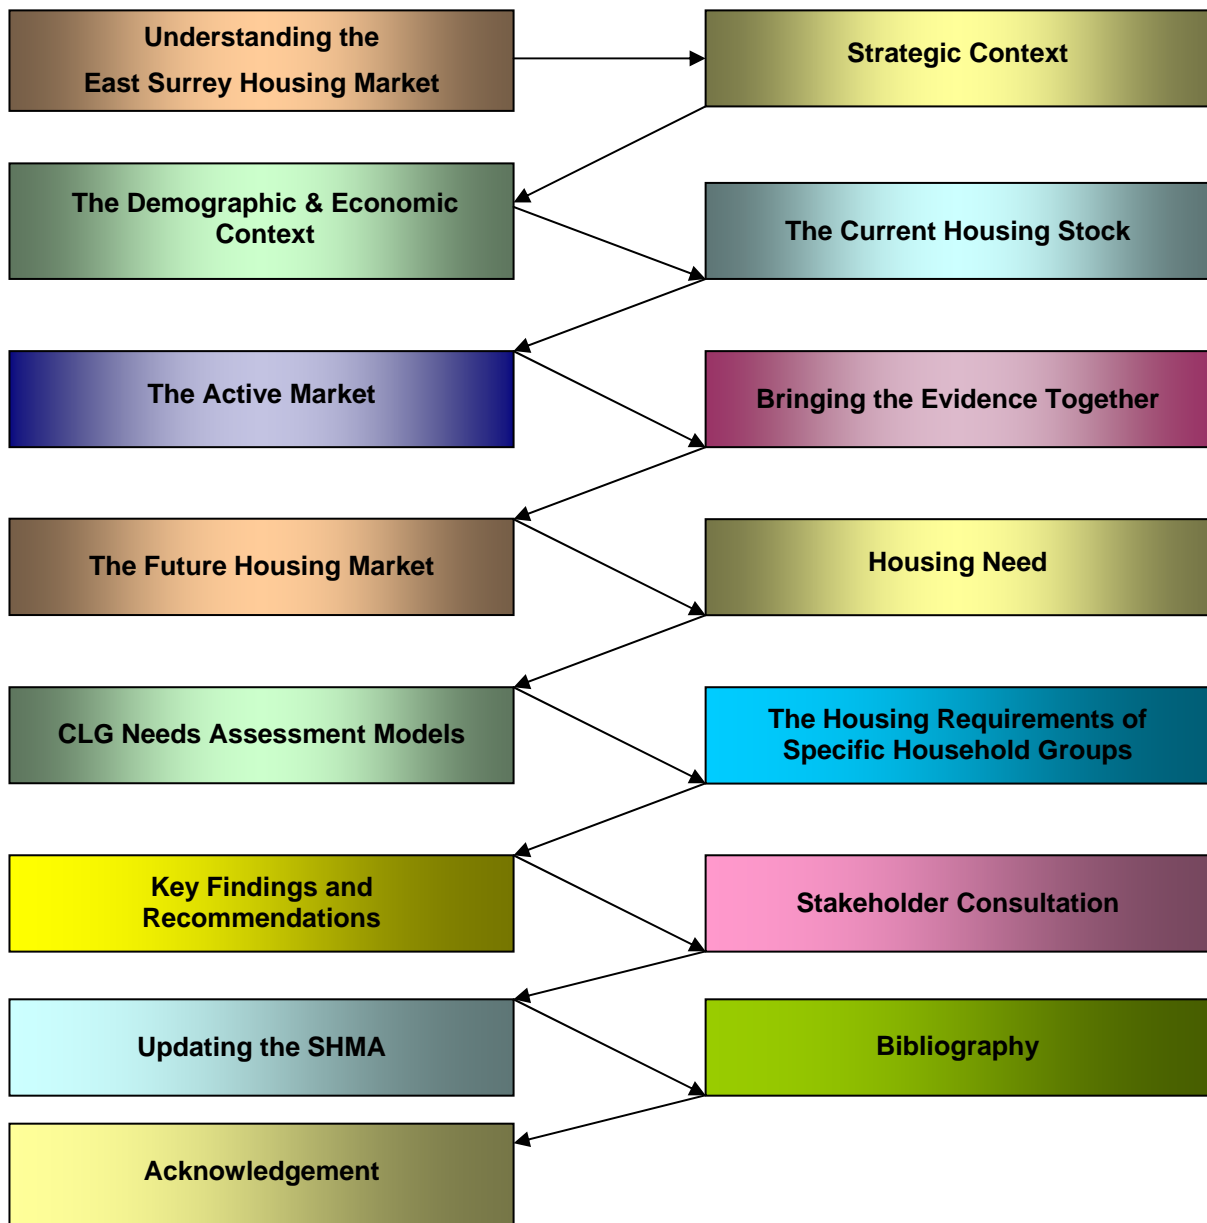 Understanding the
East Surrey Housing Market
Strategic Context
The Demographic & Economic
Context
The Current Housing Stock
The Active Market
Bringing the Evidence Together
The Future Housing Market
Housing Need
CLG Needs Assessment Models
The Housing Requirements of
Specific Household Groups
Key Findings and
Recommendations
Stakeholder Consultation
Updating the SHMA
Bibliography
Acknowledgement